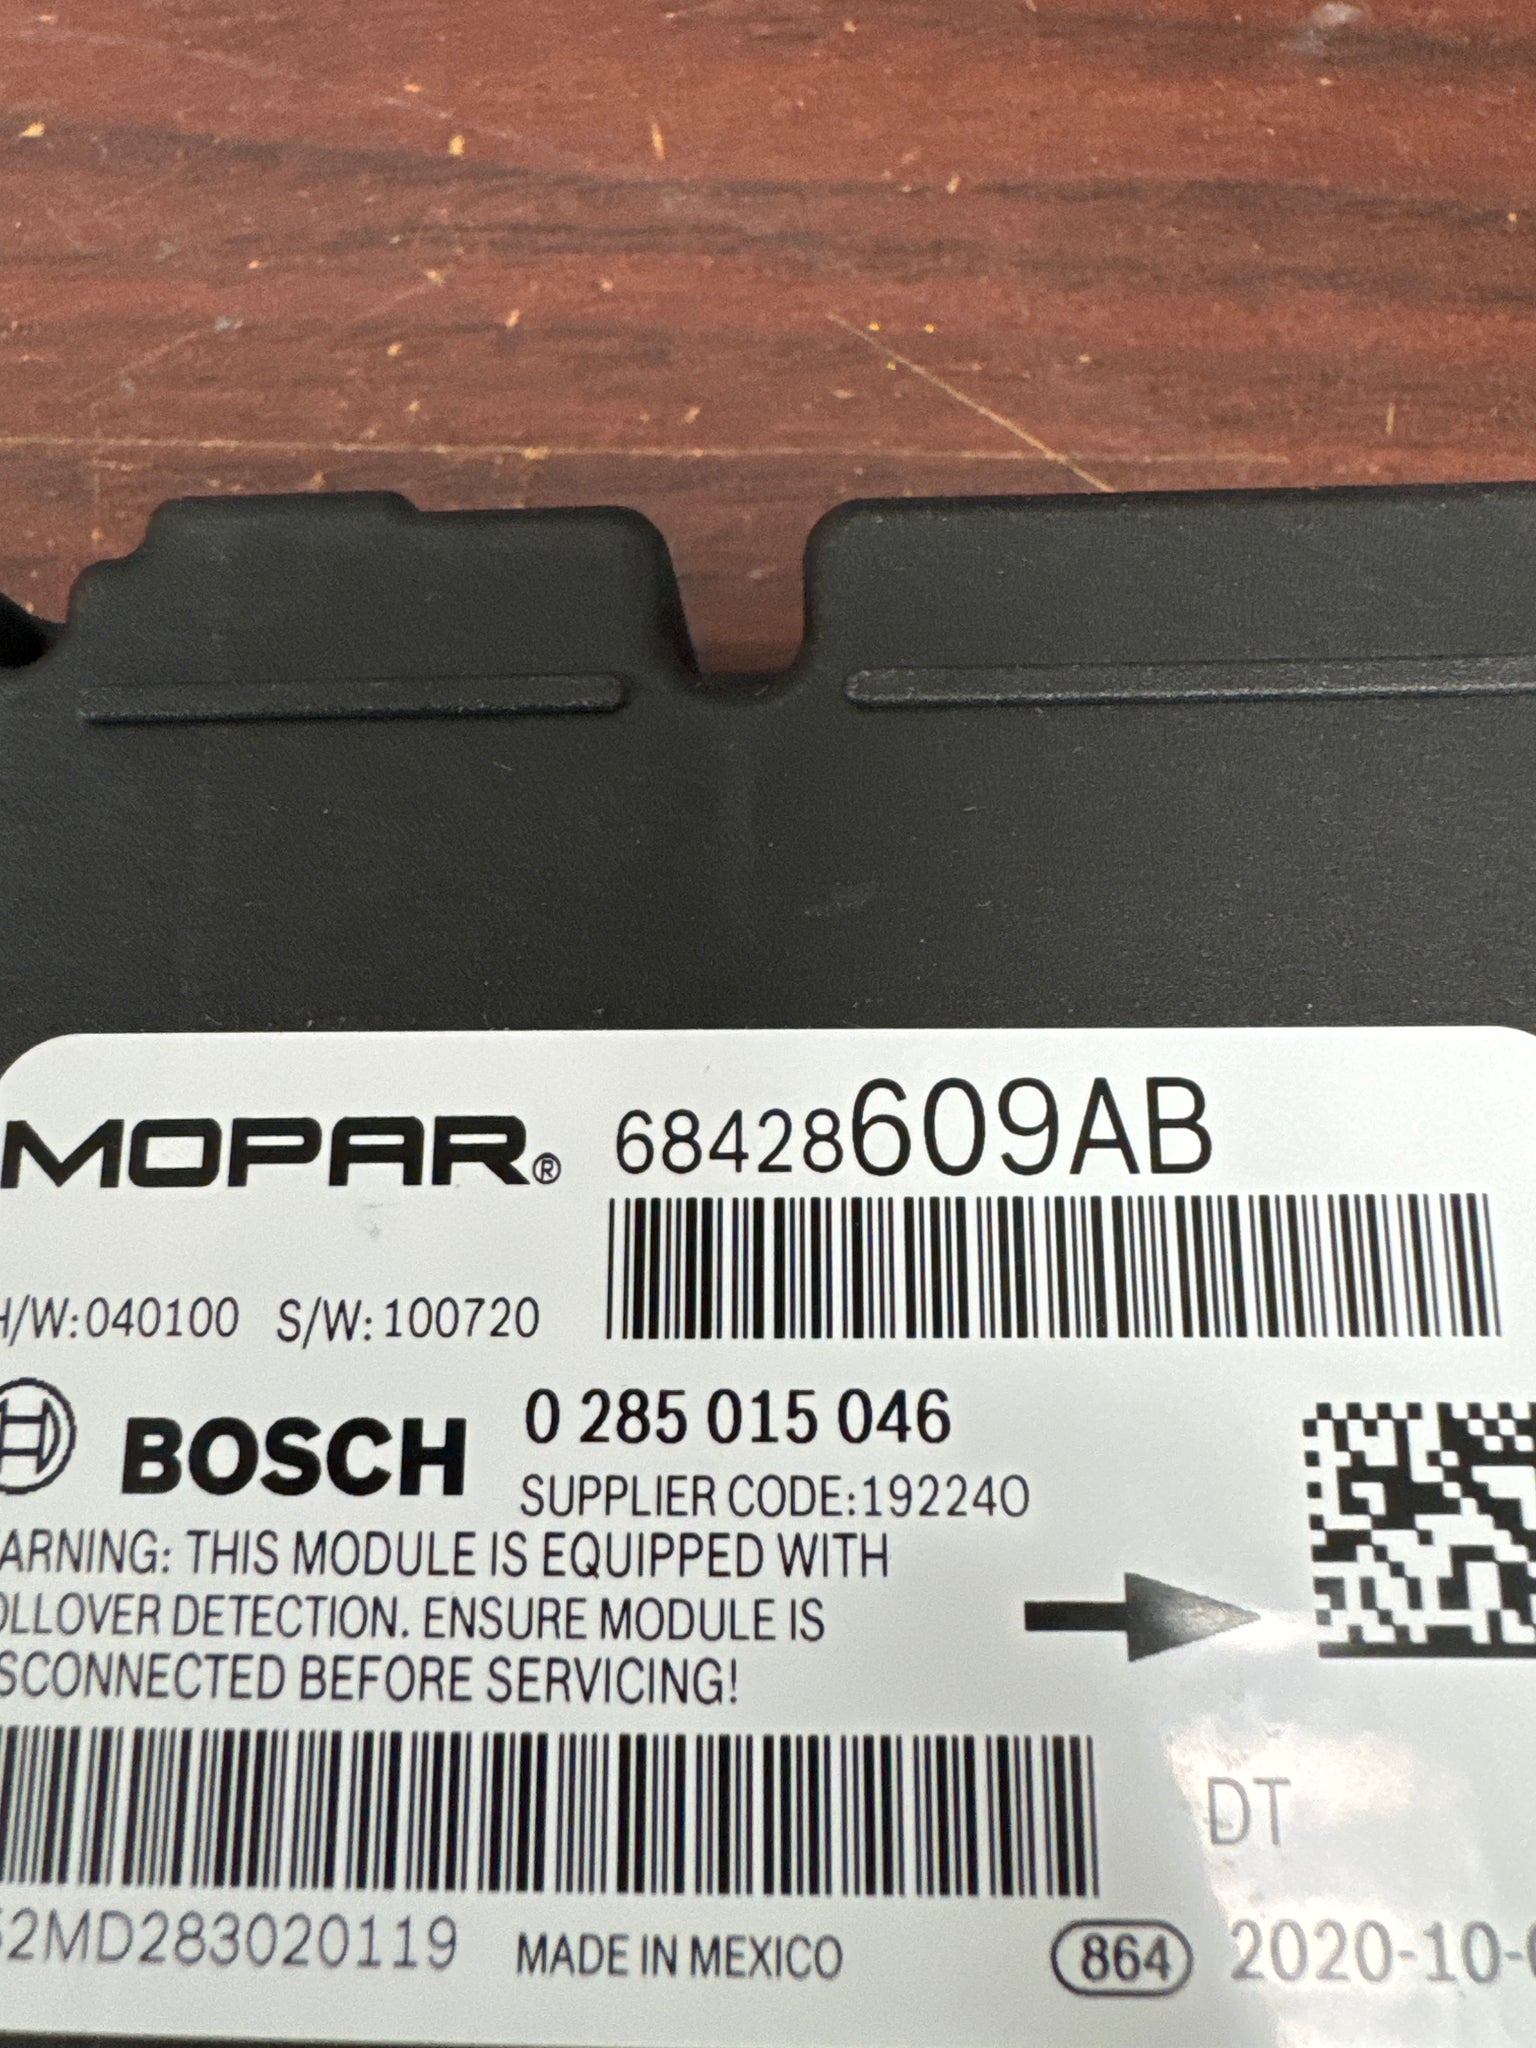 MOPAR® 68428609AB
H/W:040100 S/W:100720
BOSCH 0 285 015 046
SUPPLIER CODE:192240
ARNING: THIS MODULE IS EQUIPPED WITH
OLLOVER DETECTION. ENSURE MODULE IS
SCONNECTED BEFORE SERVICING!
DT
52MD283020119 MADE IN MEXICO 864 2020-10-0